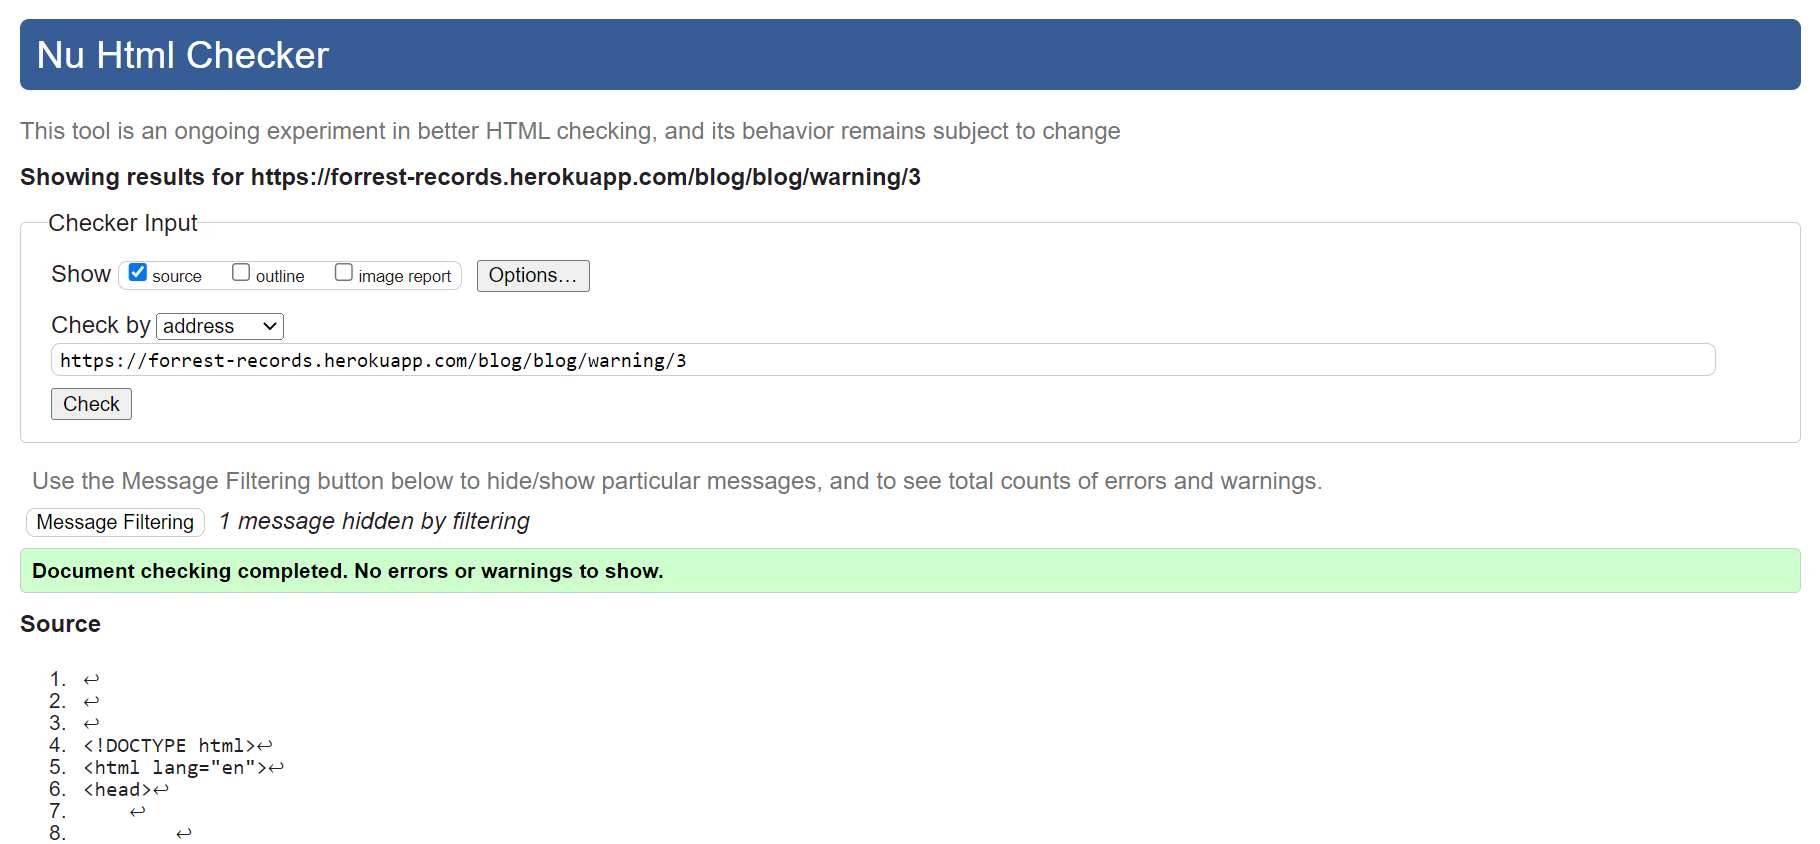 Nu Html Checker
This tool is an ongoing experiment in better HTML checking, and its behavior remains subject to change
Showing results for https://forrest-records.herokuapp.com/blog/blog/warning/3
Checker Input
Show source outline image report Options...
Check by address
https://forrest-records.herokuapp.com/blog/blog/warning/3
Check
Use the Message Filtering button below to hide/show particular messages, and to see total counts of errors and warnings.
Message Filtering 1 message hidden by filtering
Document checking completed. No errors or warnings to show.
Source
1. ↩
2. ↩
3. ↩
4. <!DOCTYPE html>↩
5. <html lang="en">↩
6. <head>↩
7. ↩
8. ↩